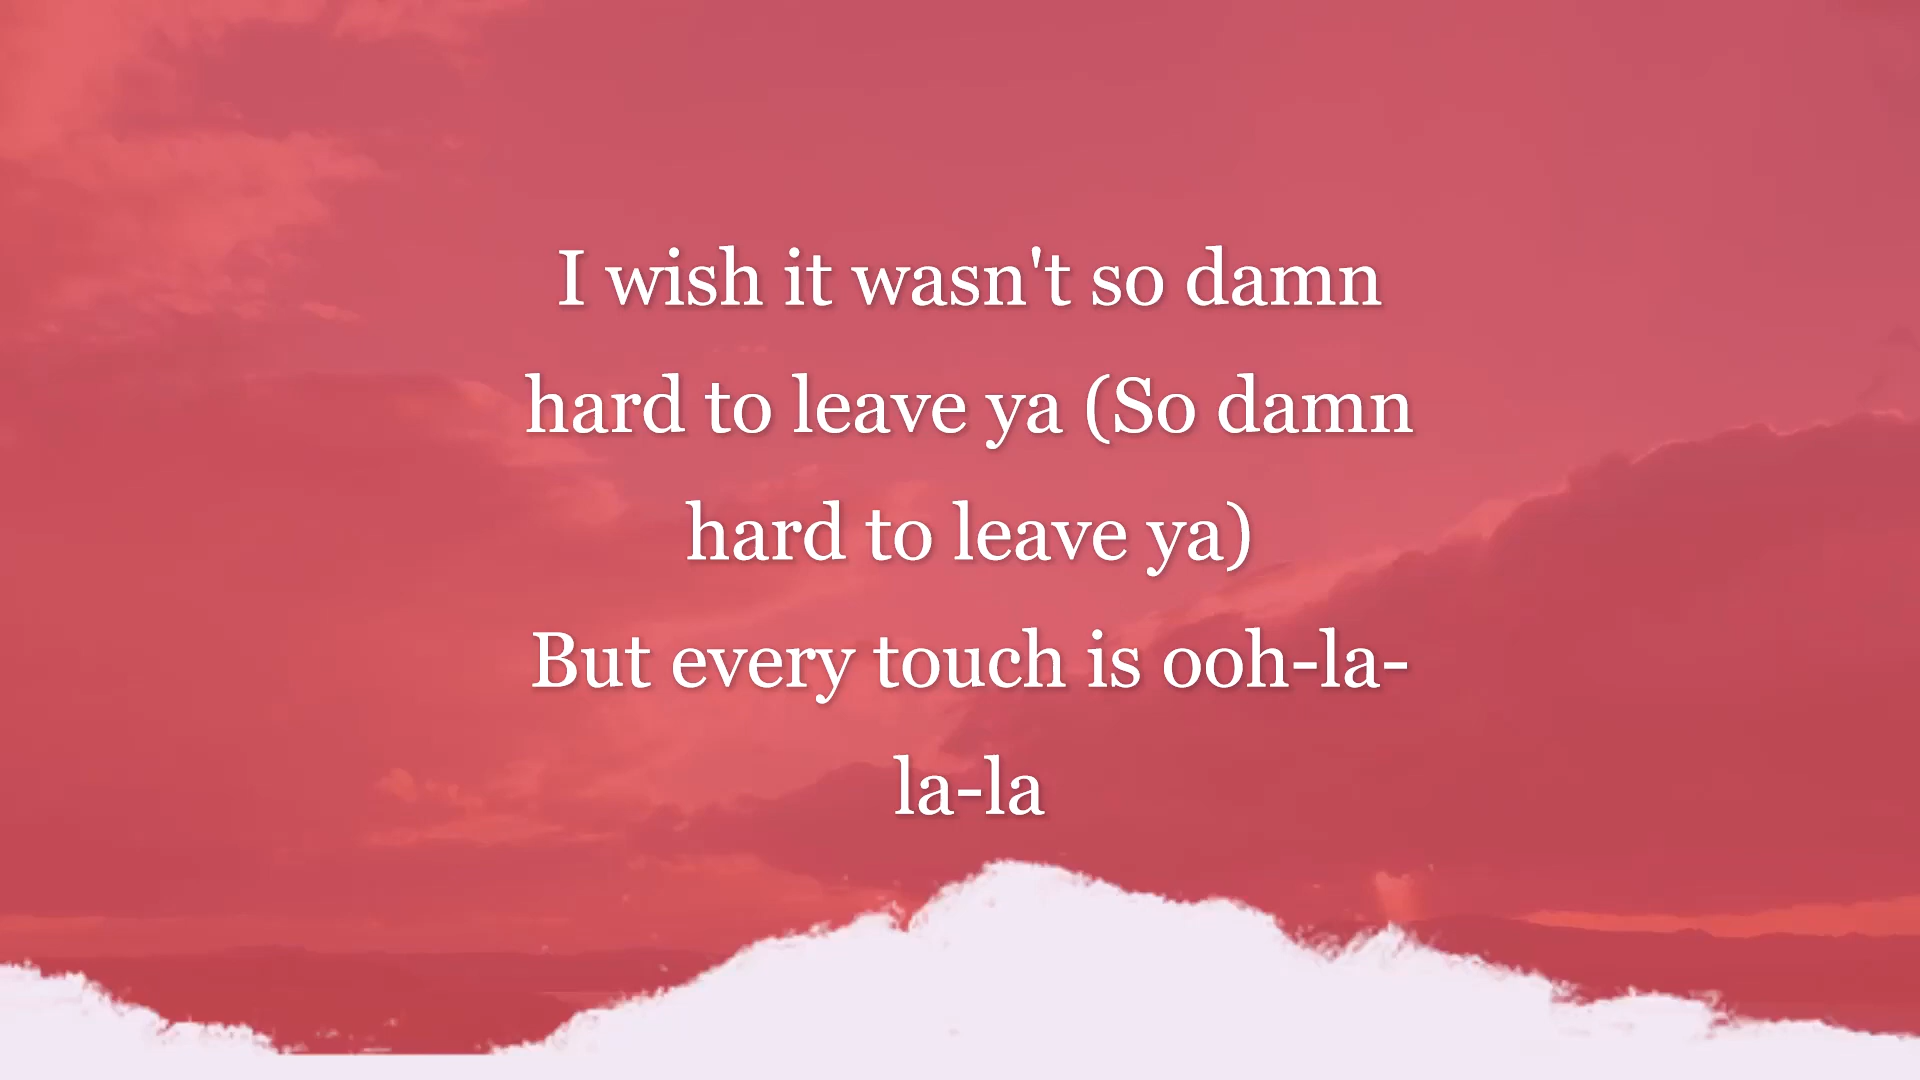 I wish it wasn't so damn
hard to leave ya (So damn
hard to leave ya)
But every touch is ooh-la-
la-la